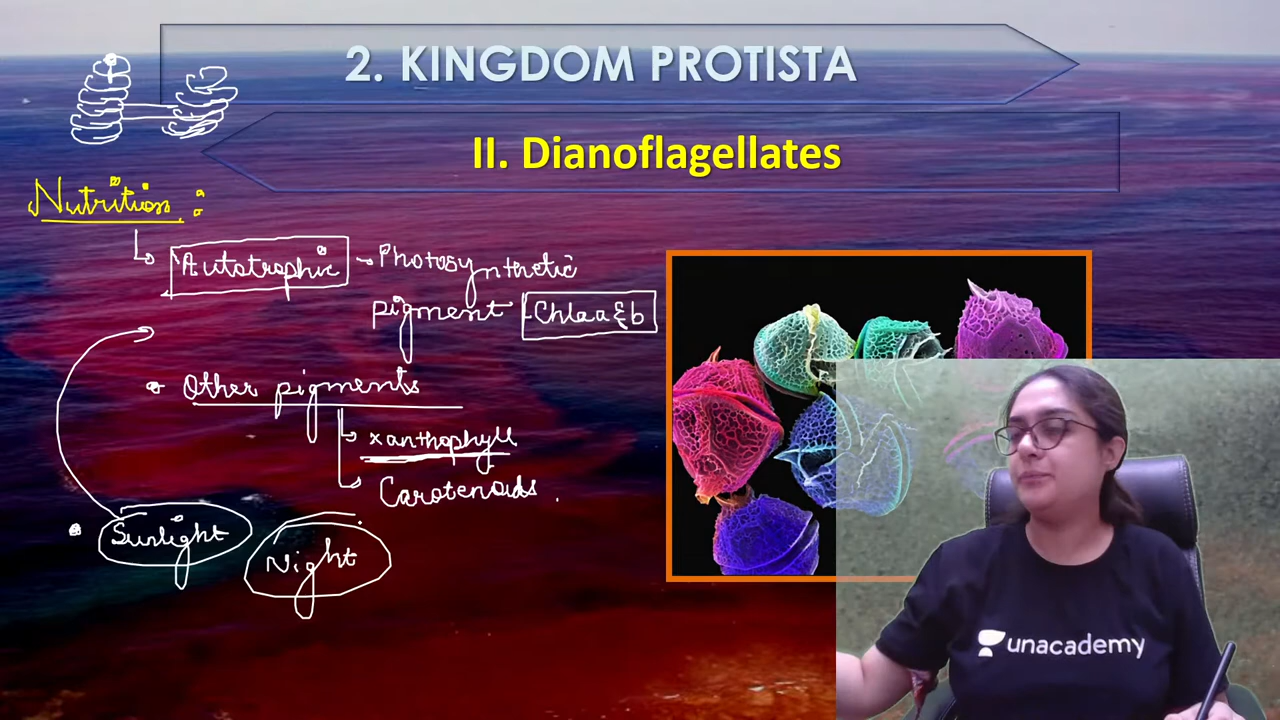 2. KINGDOM PROTISTA
II. Dianoflagellates
Nutrition :
Autotrophic → Photosynthetic
pigment Chl a & b
• Other pigments
xanthophyll
Carotenoids.
• Sunlight Night
unacademy